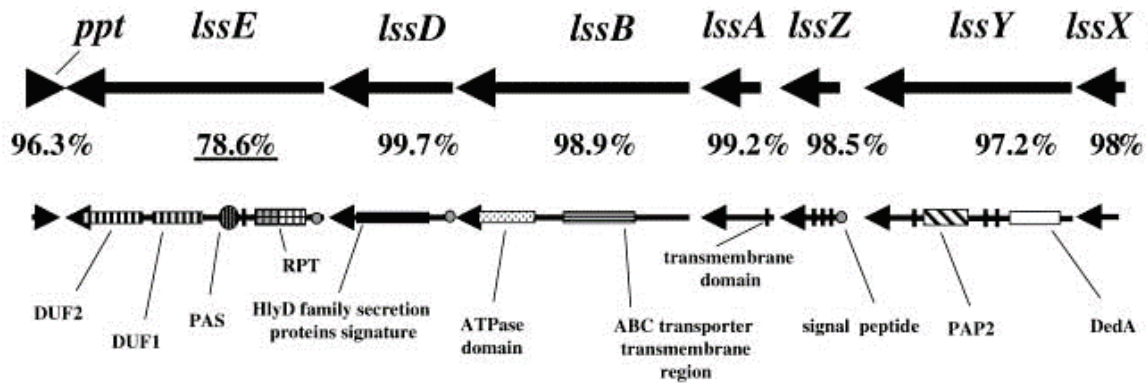 ppt lssE lssD lssB lssA lssZ lssY lssX
96.3% 78.6% 99.7% 98.9% 99.2% 98.5% 97.2% 98%
DUF2
DUF1
PAS
RPT
HlyD family secretion
proteins signature
ATPase
domain
ABC transporter
transmembrane
region
transmembrane
domain
signal peptide
PAP2
DedA